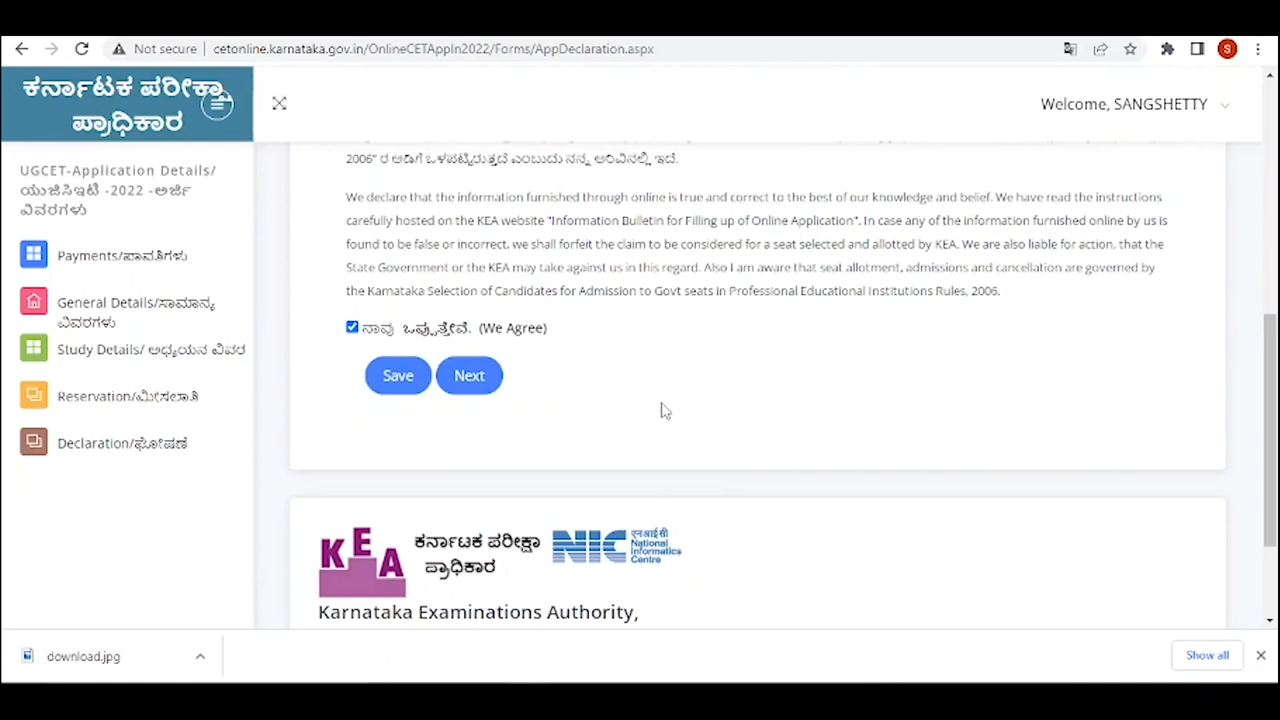 Not secure
cetonline.karnataka.gov.in/OnlineCETAppIn2022/Forms/AppDeclaration.aspx
S
ಕರ್ನಾಟಕ ಪರೀಕ್ಷಾ
ಪ್ರಾಧಿಕಾರ
Welcome, SANGSHETTY
UGCET-Application Details/
ಯುಜಿಸಿಇಟಿ -2022 -ಅರ್ಜಿ
ವಿವರಗಳು
Payments/ಪಾವತಿಗಳು
General Details/ಸಾಮಾನ್ಯ
ವಿವರಗಳು
Study Details/ ಅಧ್ಯಯನ ವಿವರ
Reservation/ಮೀಸಲಾತಿ
Declaration/ಘೋಷಣೆ
2006" ರ ಅಡಿಗೆ ಒಳಪಟ್ಟಿರುತ್ತದೆ ಎಂಬುದು ನನ್ನ ಅರಿವಿನಲ್ಲಿ ಇದೆ.
We declare that the information furnished through online is true and correct to the best of our knowledge and belief. We have read the instructions
carefully hosted on the KEA website "Information Bulletin for Filling up of Online Application". In case any of the information furnished online by us is
found to be false or incorrect, we shall forfeit the claim to be considered for a seat selected and allotted by KEA. We are also liable for action, that the
State Government or the KEA may take against us in this regard. Also I am aware that seat allotment, admissions and cancellation are governed by
the Karnataka Selection of Candidates for Admission to Govt seats in Professional Educational Institutions Rules, 2006.
ನಾವು ಒಪ್ಪುತ್ತೇವೆ. (We Agree)
Save Next
KEA
ಕರ್ನಾಟಕ ಪರೀಕ್ಷಾ
ಪ್ರಾಧಿಕಾರ
NIC
एनआईसी
National
Informatics
Centre
Karnataka Examinations Authority,
download.jpg
Show all